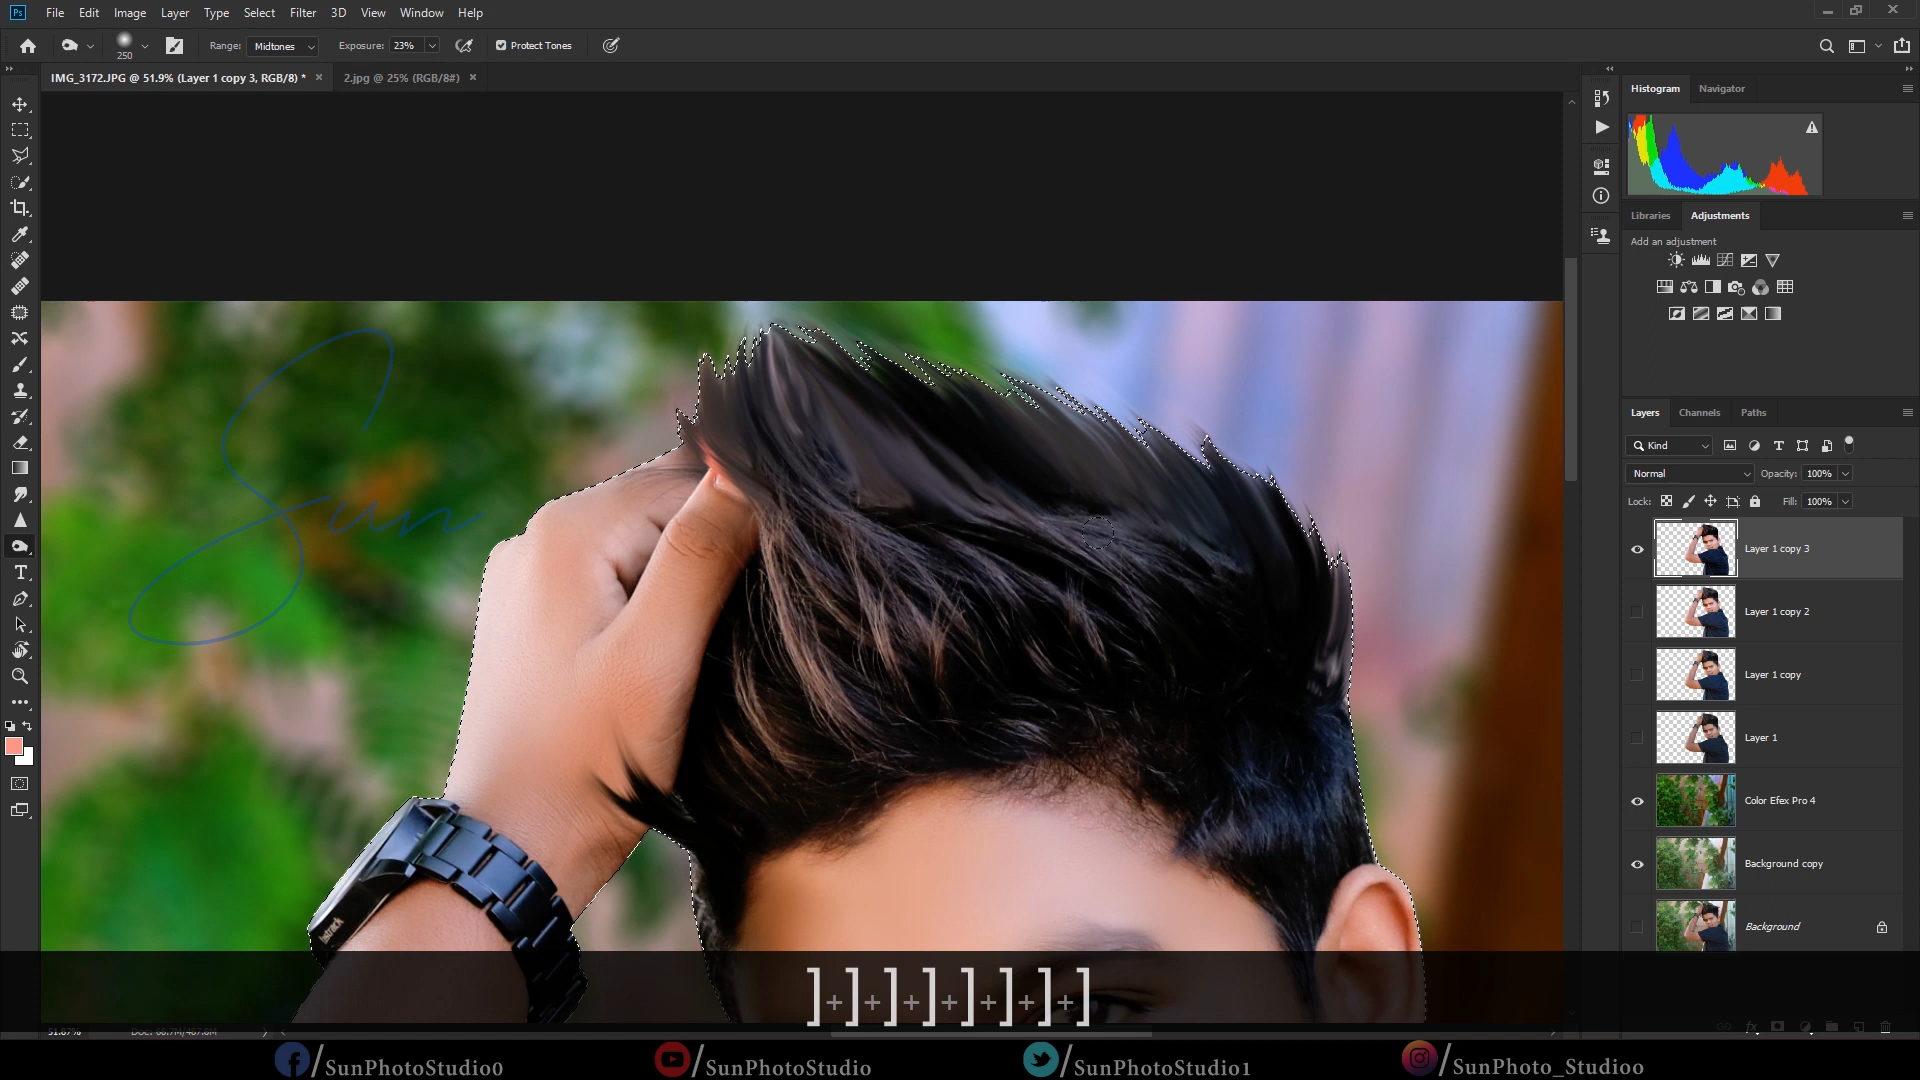 Ps File Edit Image Layer Type Select Filter 3D View Window Help
250 Range: Midtones Exposure: 23% Protect Tones
IMG_3172.JPG @ 51.9% (Layer 1 copy 3, RGB/8) * × 2.jpg @ 25% (RGB/8#) ×
Histogram Navigator
Libraries Adjustments
Add an adjustment
Layers Channels Paths
Kind
Normal Opacity: 100%
Lock: Fill: 100%
Layer 1 copy 3
Layer 1 copy 2
Layer 1 copy
Layer 1
Color Efex Pro 4
Background copy
Background
Sun
]+]+]+]+]+]+]+]
/SunPhotoStudio0 /SunPhotoStudio /SunPhotoStudio1 /SunPhoto_Studioo